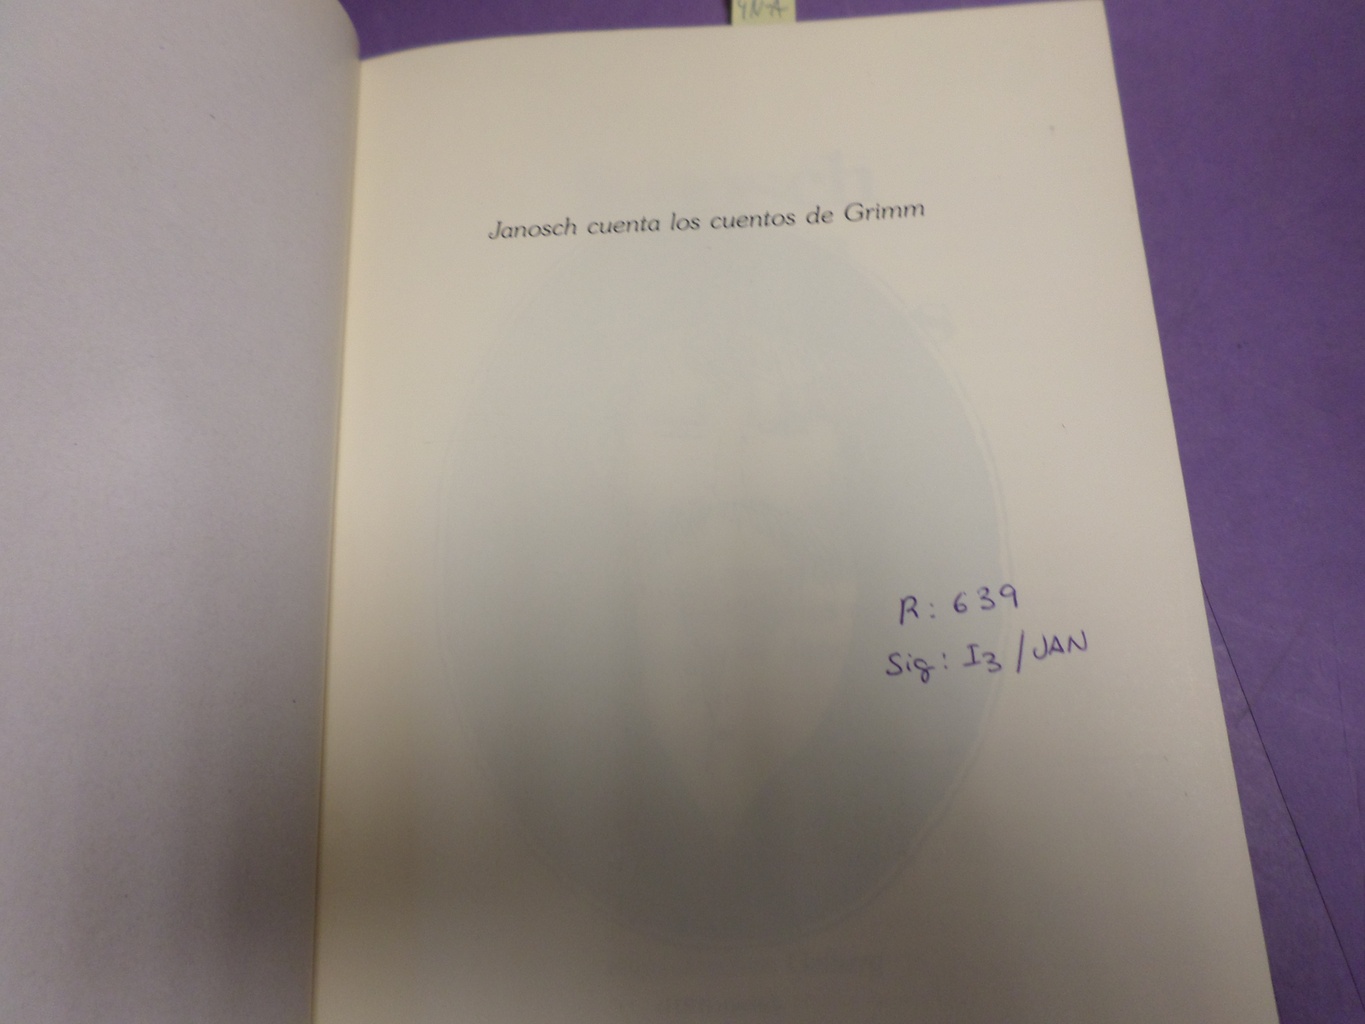 Janosch cuenta los cuentos de Grimm
R: 639
Sig: I3 / JAN